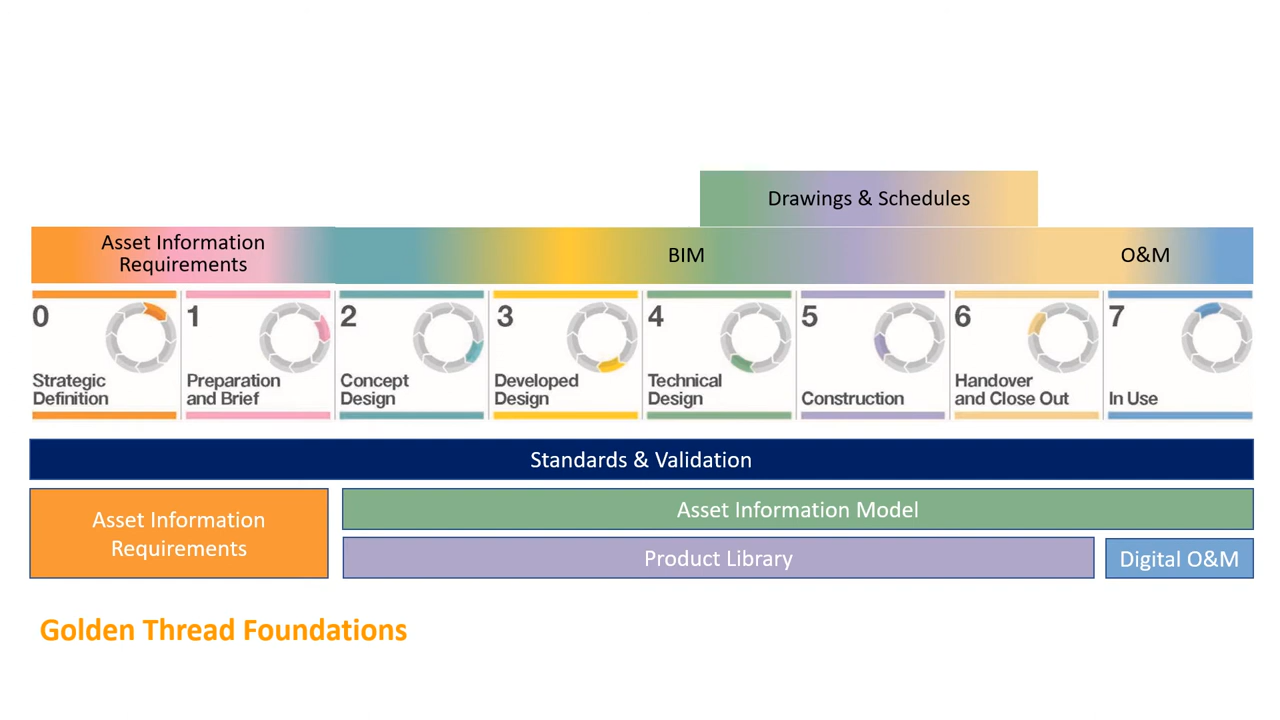 Drawings & Schedules
Asset Information
Requirements
BIM
O&M
0
Strategic
Definition
1
Preparation
and Brief
2
Concept
Design
3
Developed
Design
4
Technical
Design
5
Construction
6
Handover
and Close Out
7
In Use
Standards & Validation
Asset Information
Requirements
Asset Information Model
Product Library
Digital O&M
Golden Thread Foundations